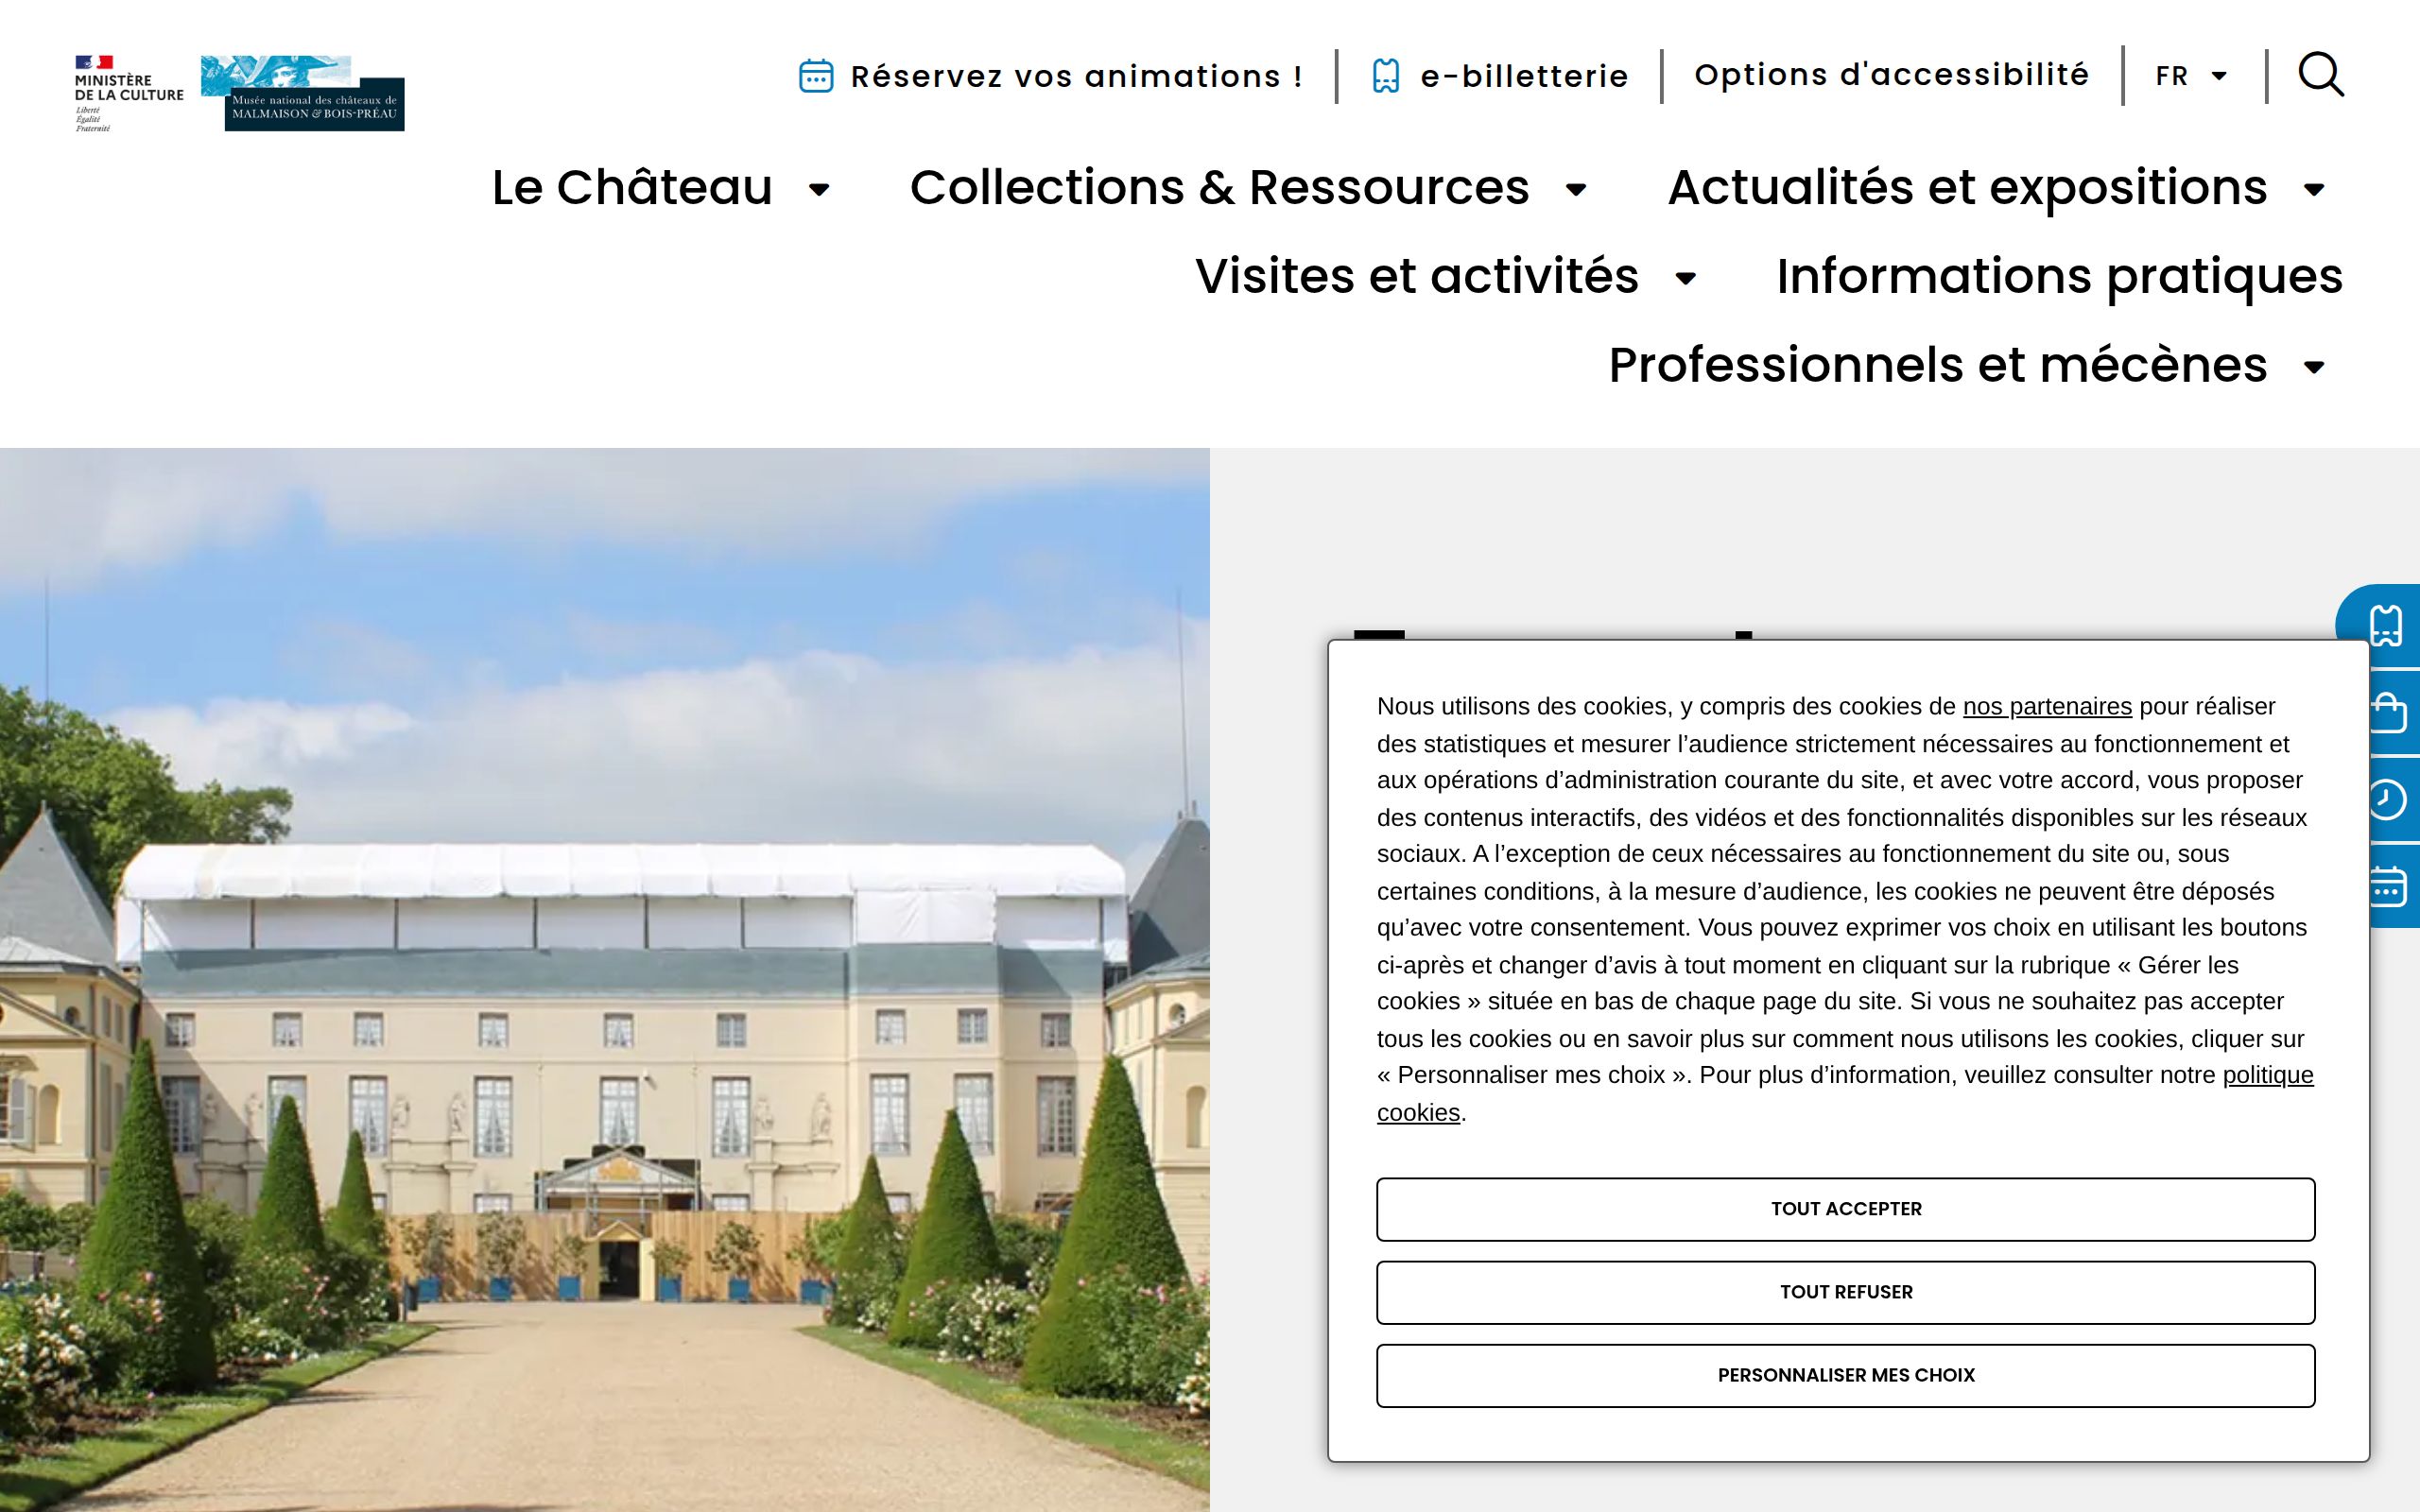 MINISTÈRE
DE LA CULTURE
Liberté
Égalité
Fraternité
Musée national des châteaux de
MALMAISON & BOIS-PRÉAU
Réservez vos animations !
e-billetterie
Options d'accessibilité
FR
Le Château
Collections & Ressources
Actualités et expositions
Visites et activités
Informations pratiques
Professionnels et mécènes
Nous utilisons des cookies, y compris des cookies de nos partenaires pour réaliser
des statistiques et mesurer l’audience strictement nécessaires au fonctionnement et
aux opérations d’administration courante du site, et avec votre accord, vous proposer
des contenus interactifs, des vidéos et des fonctionnalités disponibles sur les réseaux
sociaux. A l’exception de ceux nécessaires au fonctionnement du site ou, sous
certaines conditions, à la mesure d’audience, les cookies ne peuvent être déposés
qu’avec votre consentement. Vous pouvez exprimer vos choix en utilisant les boutons
ci-après et changer d’avis à tout moment en cliquant sur la rubrique « Gérer les
cookies » située en bas de chaque page du site. Si vous ne souhaitez pas accepter
tous les cookies ou en savoir plus sur comment nous utilisons les cookies, cliquer sur
« Personnaliser mes choix ». Pour plus d’information, veuillez consulter notre politique
cookies.
TOUT ACCEPTER
TOUT REFUSER
PERSONNALISER MES CHOIX